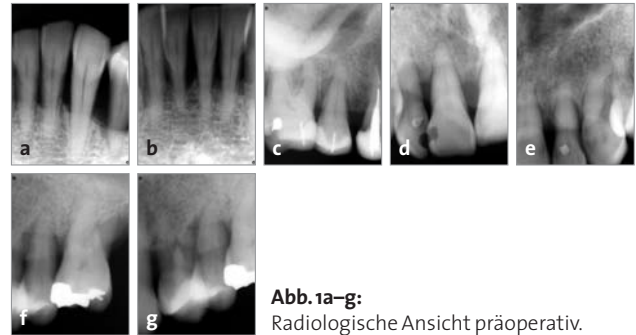 a
b
c
d
e
f
g
Abb. 1a–g:
Radiologische Ansicht präoperativ.